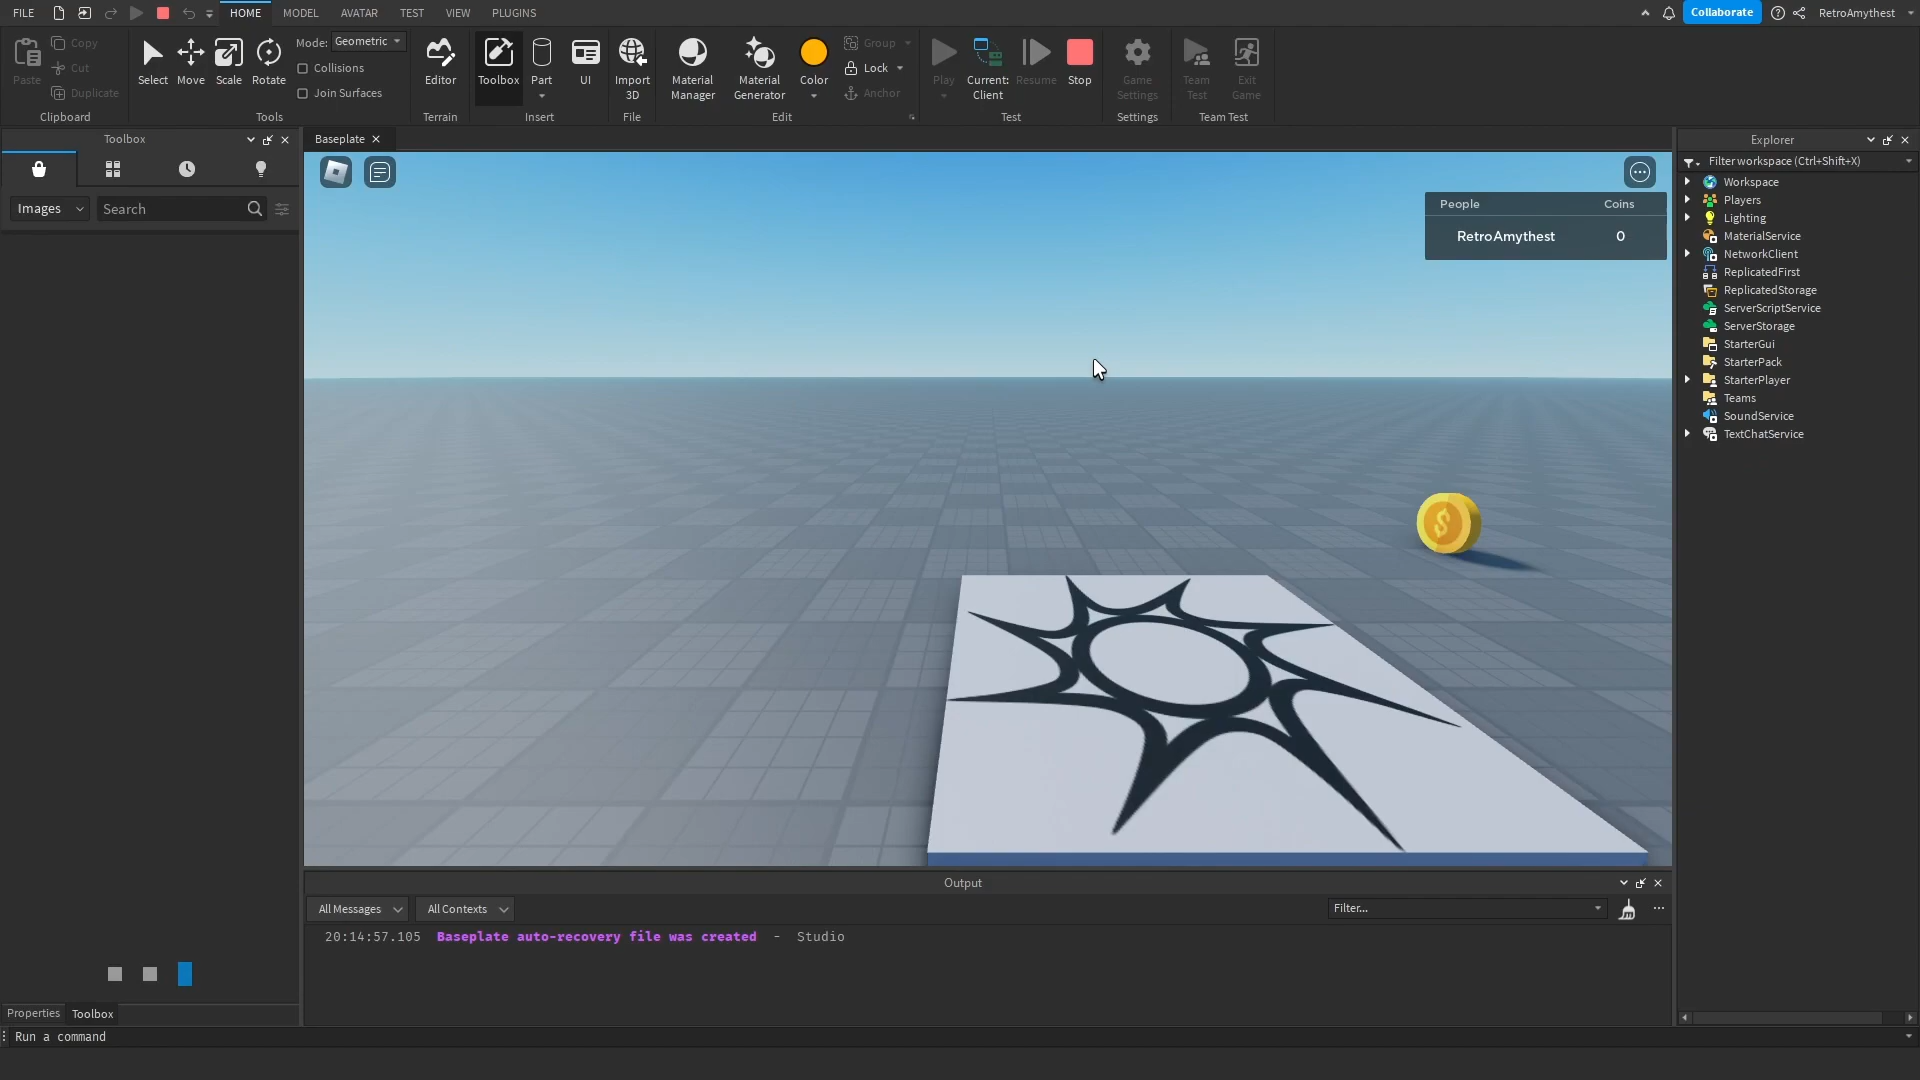 FILE HOME MODEL AVATAR TEST VIEW PLUGINS Collaborate RetroAmythest
Paste Copy Cut Duplicate
Clipboard
Select Move Scale Rotate Mode: Geometric
Collisions
Join Surfaces
Tools
Editor
Terrain
Toolbox Part UI
Insert
Import 3D
File
Material Manager Material Generator Color Group Lock Anchor
Edit
Play Current: Client Resume Stop
Test
Game Settings
Settings
Team Test Exit Game
Team Test
Toolbox
Images Search
Baseplate
People Coins
RetroAmythest 0
$
Explorer
Filter workspace (Ctrl+Shift+X)
Workspace
Players
Lighting
MaterialService
NetworkClient
ReplicatedFirst
ReplicatedStorage
ServerScriptService
ServerStorage
StarterGui
StarterPack
StarterPlayer
Teams
SoundService
TextChatService
Output
All Messages All Contexts Filter...
20:14:57.105 Baseplate auto-recovery file was created - Studio
Properties Toolbox
Run a command